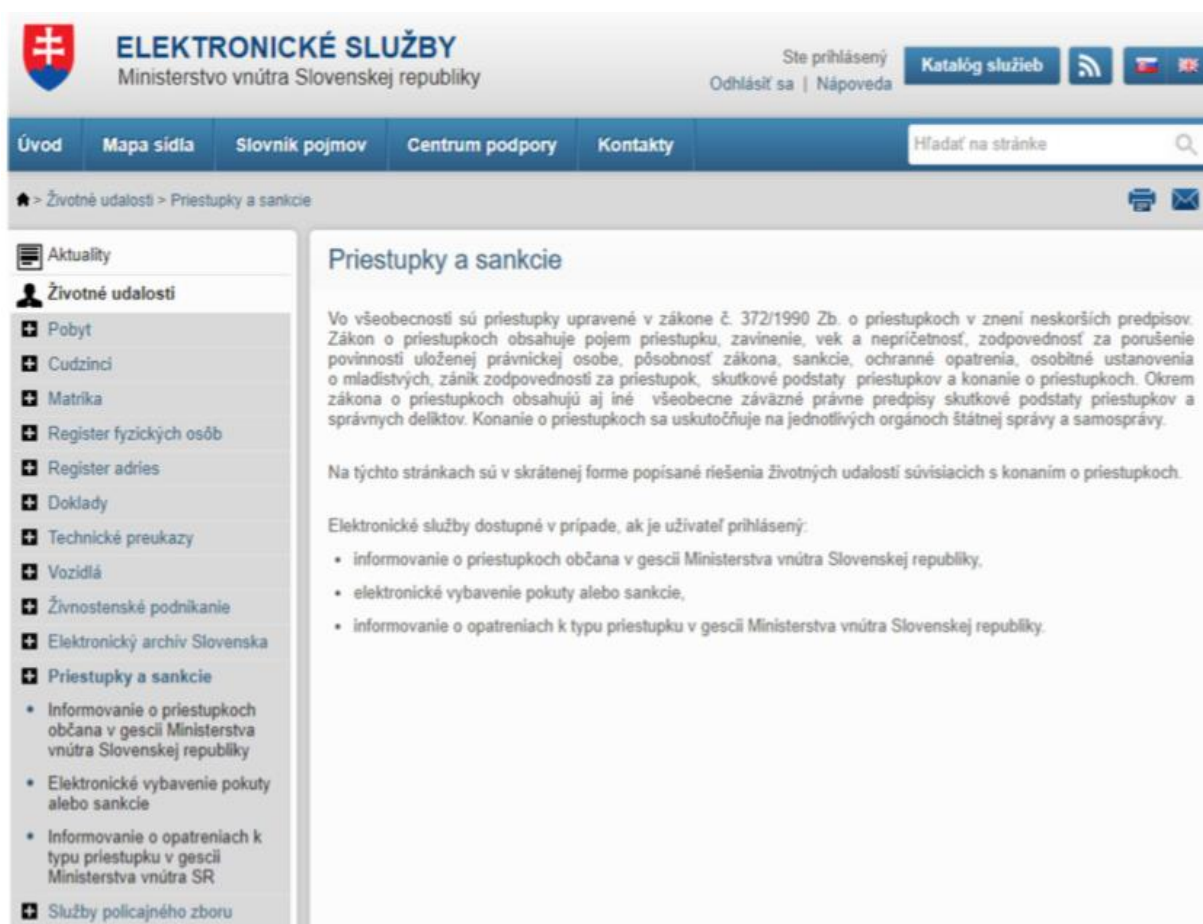 ELEKTRONICKÉ SLUŽBY
Ministerstvo vnútra Slovenskej republiky
Ste prihlásený
Odhlásiť sa | Nápoveda
Katalóg služieb
Úvod
Mapa sídla
Slovník pojmov
Centrum podpory
Kontakty
Hľadať na stránke
> Životné udalosti > Priestupky a sankcie
Aktuality
Životné udalosti
Pobyt
Cudzinci
Matrika
Register fyzických osôb
Register adries
Doklady
Technické preukazy
Vozidlá
Živnostenské podnikanie
Elektronický archív Slovenska
Priestupky a sankcie
• Informovanie o priestupkoch
občana v gescii Ministerstva
vnútra Slovenskej republiky
• Elektronické vybavenie pokuty
alebo sankcie
• Informovanie o opatreniach k
typu priestupku v gescii
Ministerstva vnútra SR
Služby policajného zboru
Priestupky a sankcie
Vo všeobecnosti sú priestupky upravené v zákone č. 372/1990 Zb. o priestupkoch v znení neskorších predpisov.
Zákon o priestupkoch obsahuje pojem priestupku, zavinenie, vek a nepríčetnosť, zodpovednosť za porušenie
povinnosti uloženej právnickej osobe, pôsobnosť zákona, sankcie, ochranné opatrenia, osobitné ustanovenia
o mladistvých, zánik zodpovednosti za priestupok, skutkové podstaty priestupkov a konanie o priestupkoch. Okrem
zákona o priestupkoch obsahujú aj iné všeobecne záväzné právne predpisy skutkové podstaty priestupkov a
správnych deliktov. Konanie o priestupkoch sa uskutočňuje na jednotlivých orgánoch štátnej správy a samosprávy.
Na týchto stránkach sú v skrátenej forme popísané riešenia životných udalostí súvisiacich s konaním o priestupkoch.
Elektronické služby dostupné v prípade, ak je užívateľ prihlásený:
• informovanie o priestupkoch občana v gescii Ministerstva vnútra Slovenskej republiky,
• elektronické vybavenie pokuty alebo sankcie,
• informovanie o opatreniach k typu priestupku v gescii Ministerstva vnútra Slovenskej republiky.